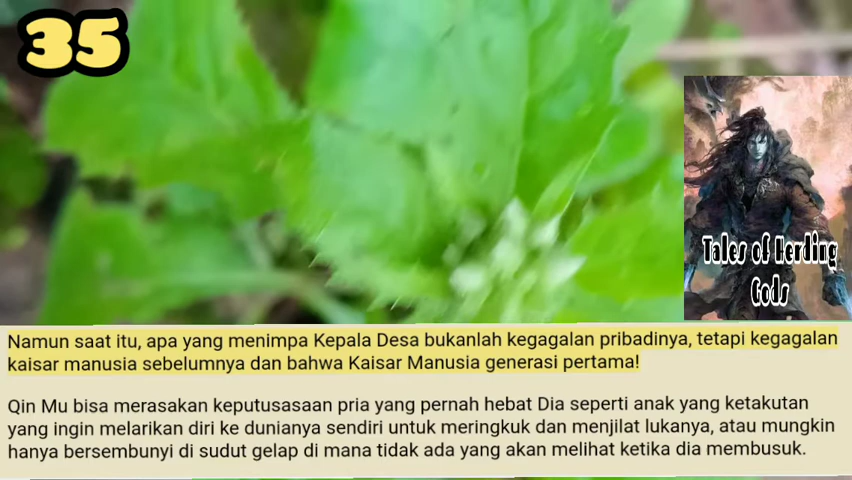 35
Tales of Herding
Gods
Namun saat itu, apa yang menimpa Kepala Desa bukanlah kegagalan pribadinya, tetapi kegagalan
kaisar manusia sebelumnya dan bahwa Kaisar Manusia generasi pertama!
Qin Mu bisa merasakan keputusasaan pria yang pernah hebat Dia seperti anak yang ketakutan
yang ingin melarikan diri ke dunianya sendiri untuk meringkuk dan menjilat lukanya, atau mungkin
hanya bersembunyi di sudut gelap di mana tidak ada yang akan melihat ketika dia membusuk.